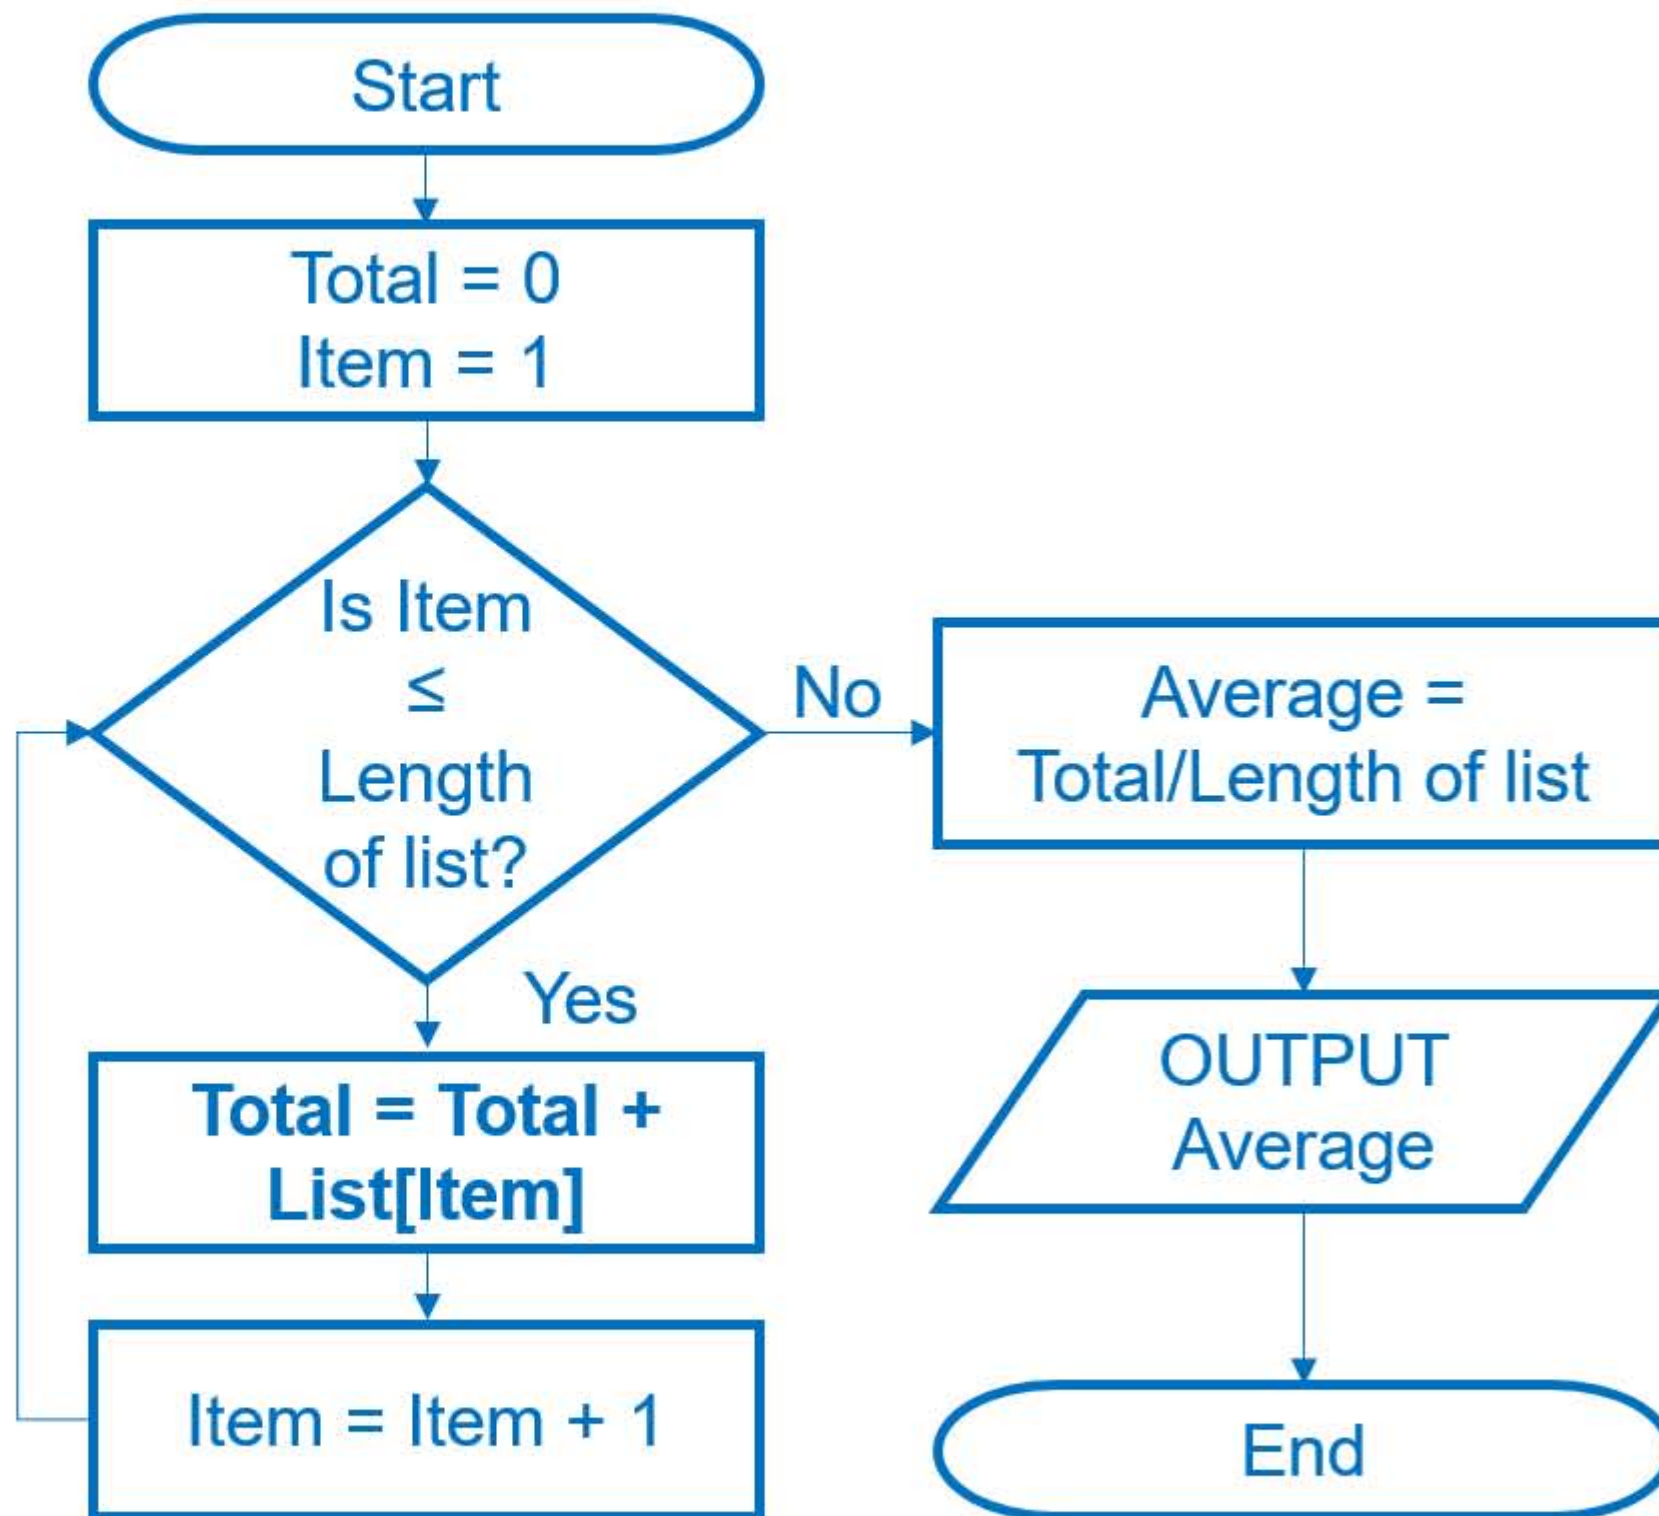 Start
Total = 0
Item = 1
Is Item
≤
Length
of list?
No
Average =
Total/Length of list
Yes
Total = Total +
List[Item]
OUTPUT
Average
Item = Item + 1
End